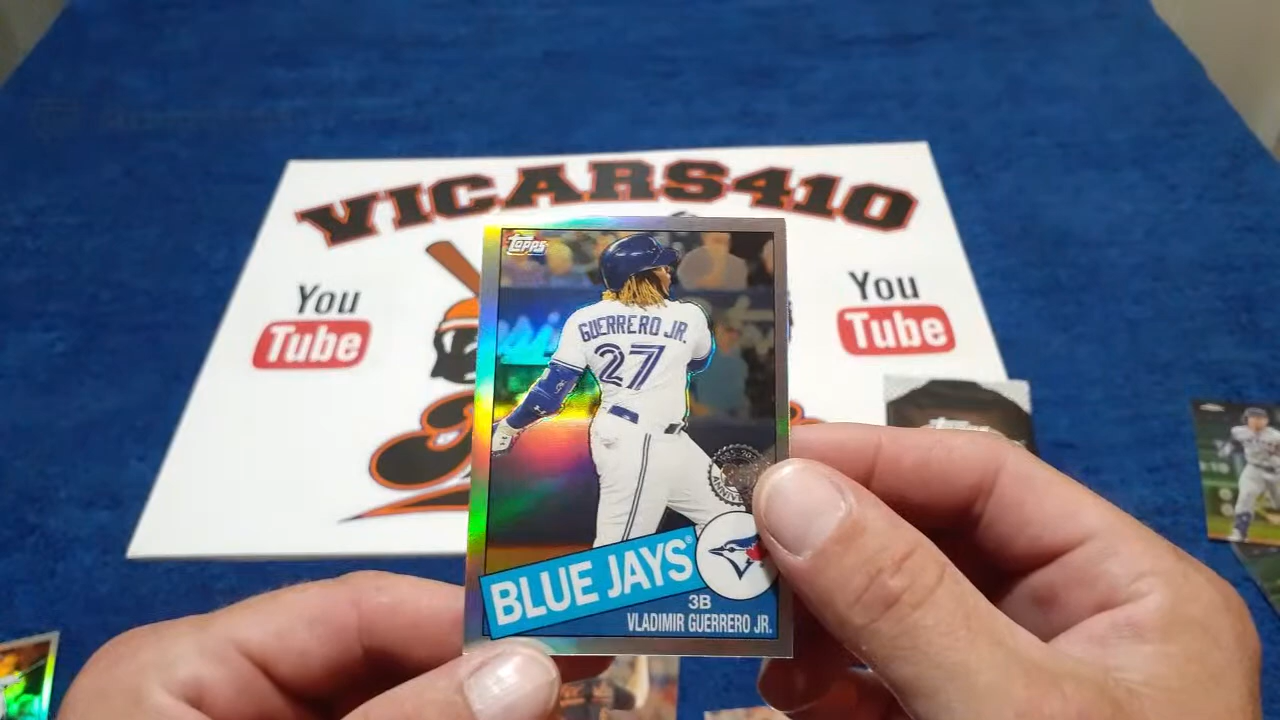 VICARS410
You
Tube
You
Tube
Topps
GUERRERO JR.
27
BLUE JAYS®
3B
VLADIMIR GUERRERO JR.